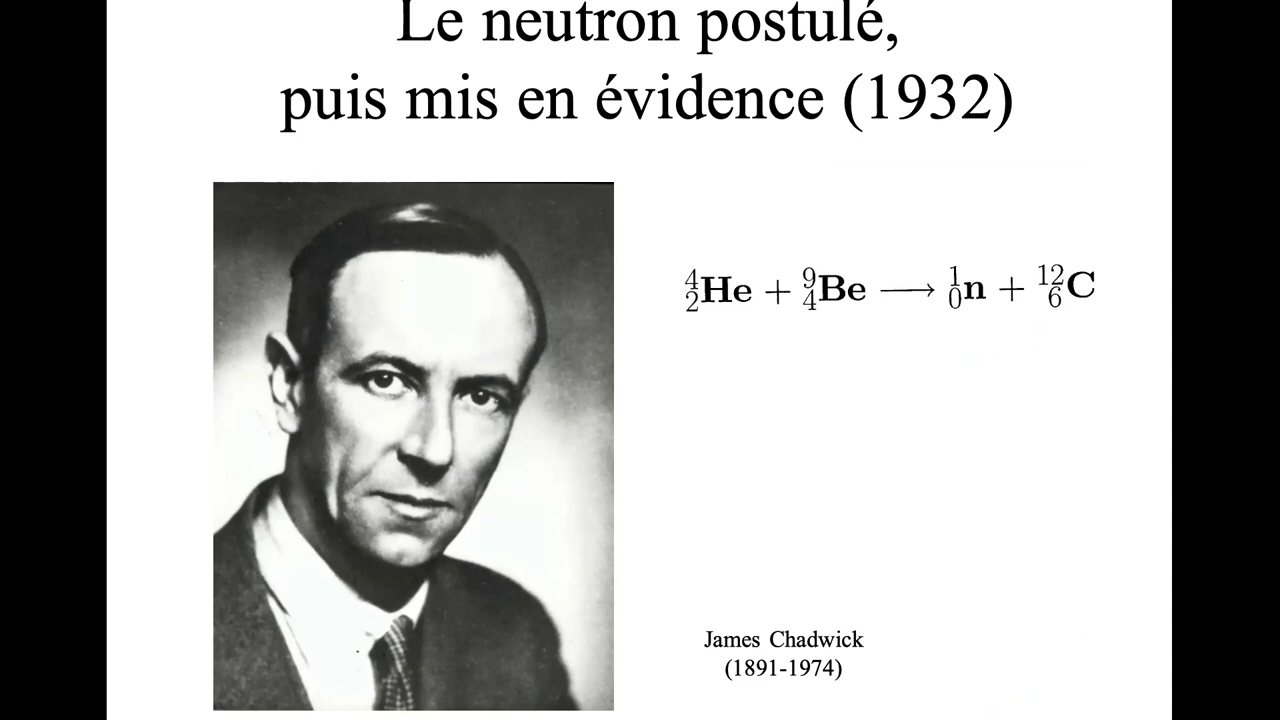 Le neutron postulé,
puis mis en évidence (1932)
⁴₂He + ⁹₄Be ⟶ ¹₀n + ¹²₆C
James Chadwick
(1891-1974)